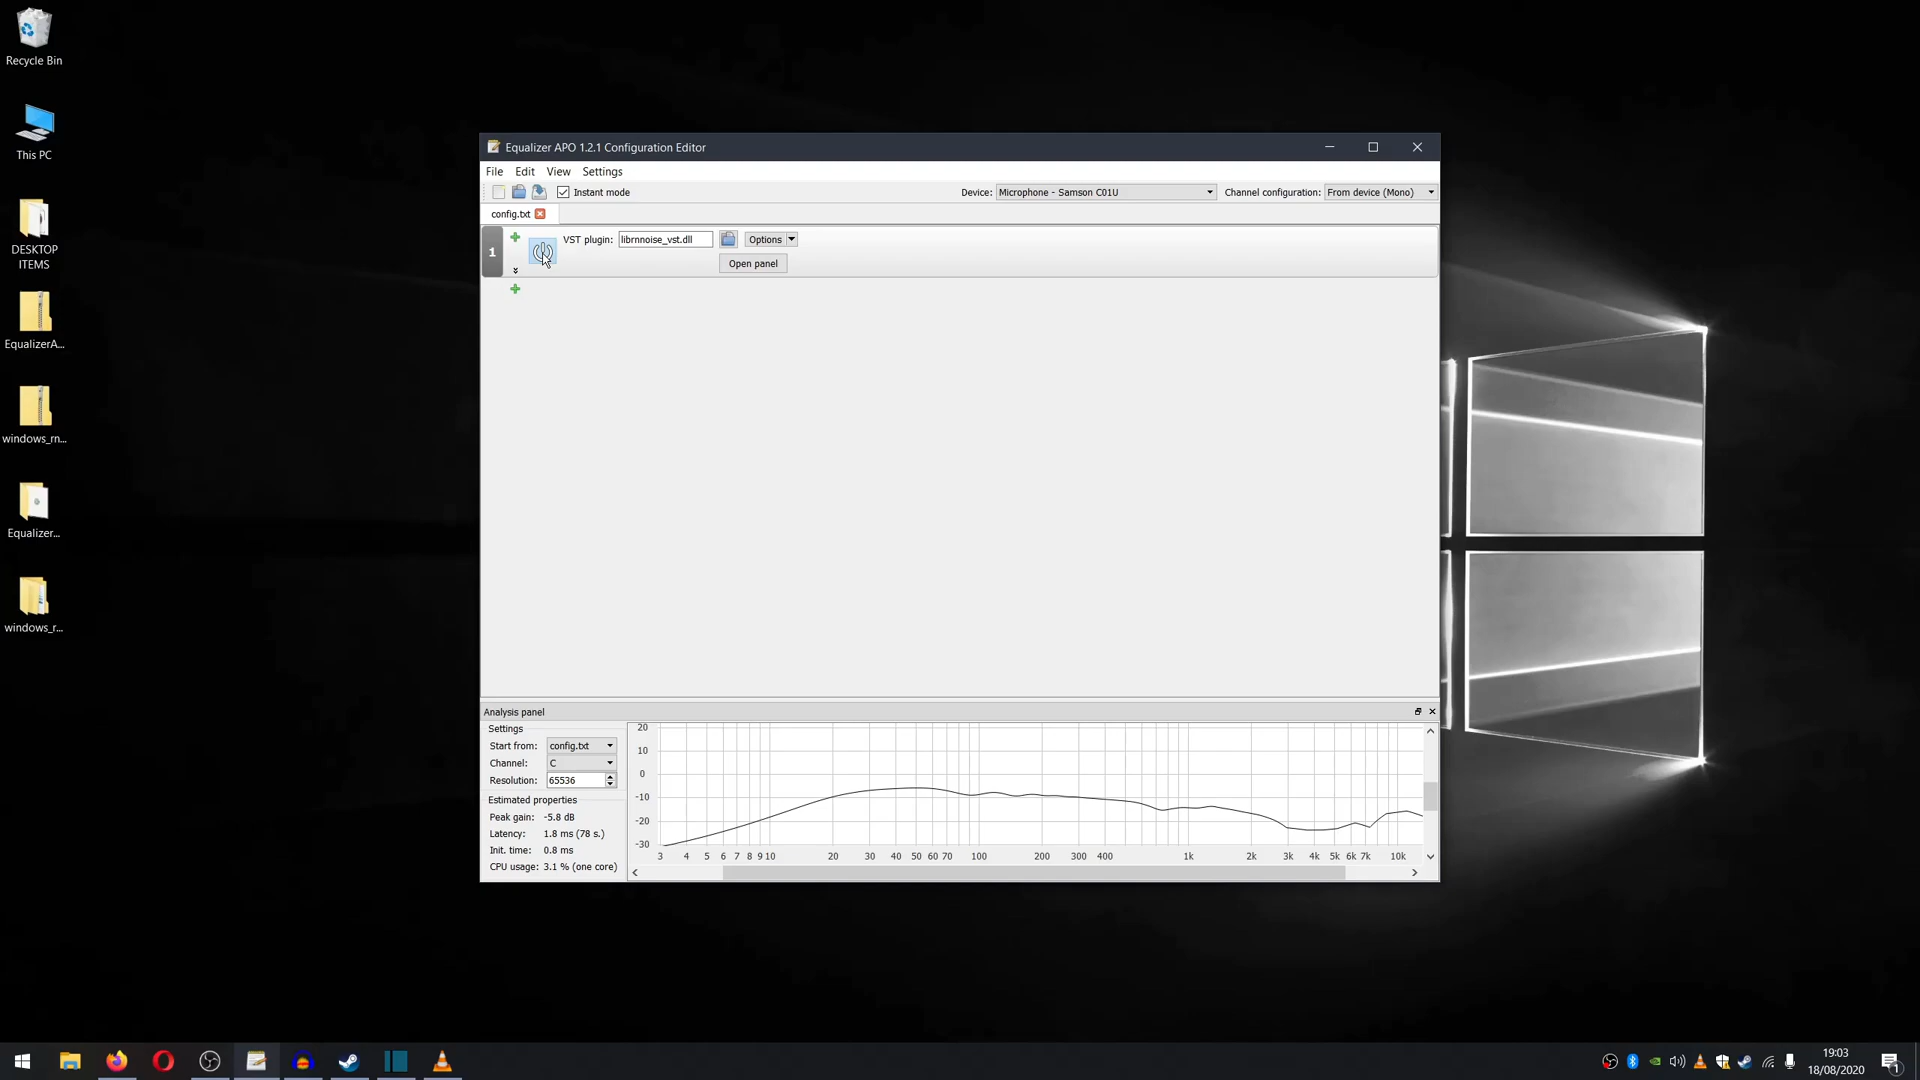 Recycle Bin
This PC
DESKTOP
ITEMS
EqualizerA...
windows_rn...
Equalizer...
windows_r...
Equalizer APO 1.2.1 Configuration Editor
File Edit View Settings
Instant mode
Device: Microphone - Samson C01U
Channel configuration: From device (Mono)
config.txt
1
VST plugin: librnnoise_vst.dll
Options
Open panel
Analysis panel
Settings
Start from: config.txt
Channel: C
Resolution: 65536
Estimated properties
Peak gain: -5.8 dB
Latency: 1.8 ms (78 s.)
Init. time: 0.8 ms
CPU usage: 3.1 % (one core)
20
10
0
-10
-20
-30
3 4 5 6 7 8 9 10 20 30 40 50 60 70 100 200 300 400 1k 2k 3k 4k 5k 6k 7k 10k
19:03
18/08/2020
1